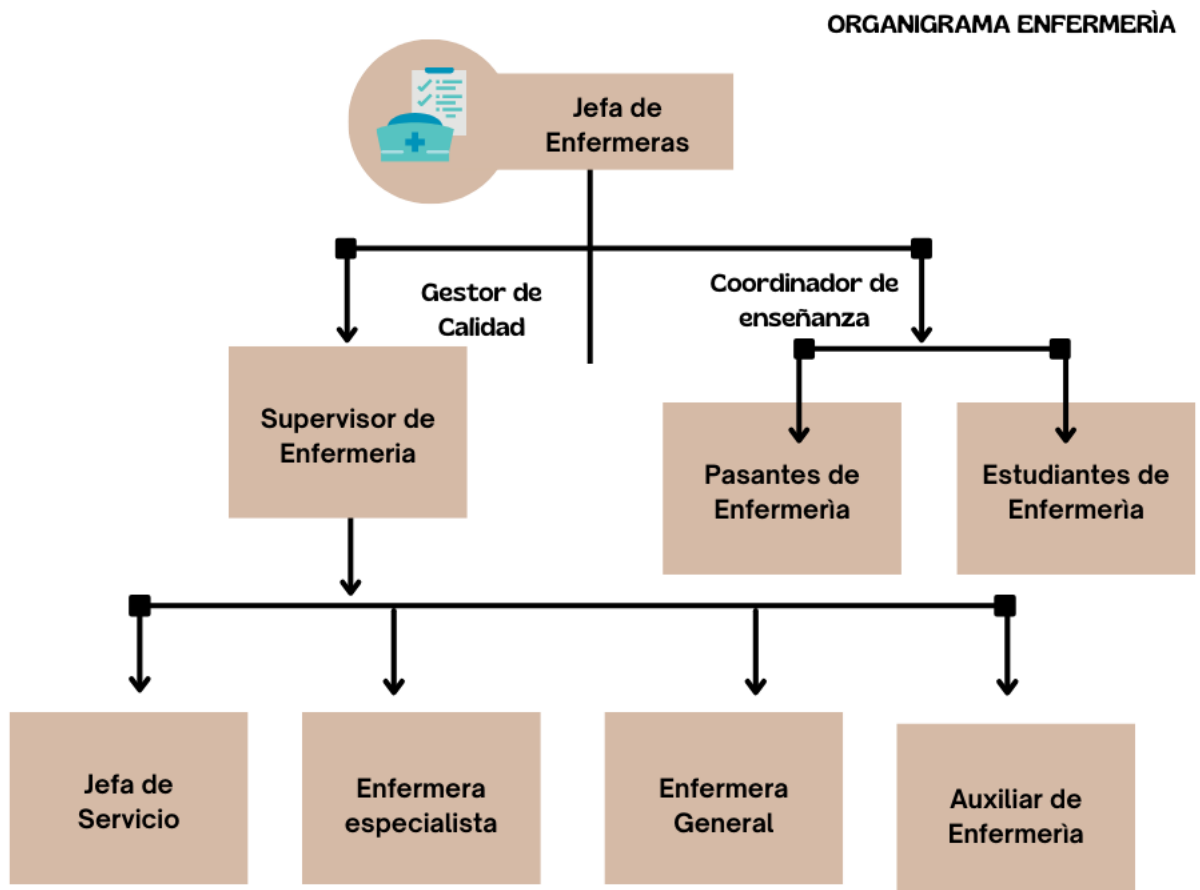 ORGANIGRAMA ENFERMERÌA
Jefa de
Enfermeras
Gestor de
Calidad
Coordinador de
enseñanza
Supervisor de
Enfermeria
Pasantes de
Enfermerìa
Estudiantes de
Enfermerìa
Jefa de
Servicio
Enfermera
especialista
Enfermera
General
Auxiliar de
Enfermerìa